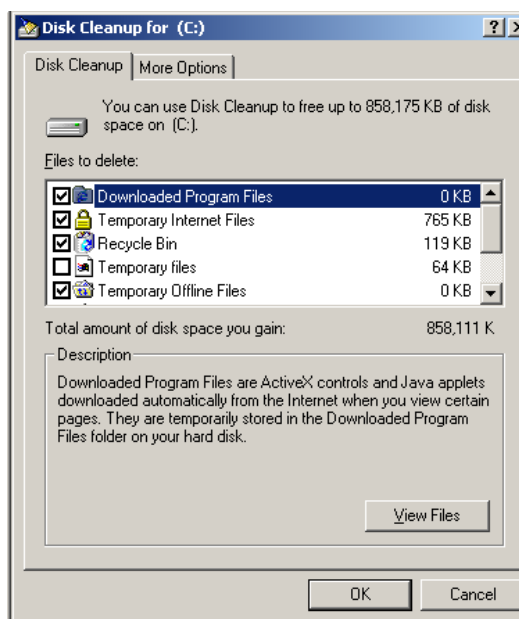 Disk Cleanup for (C:)
Disk Cleanup
More Options
You can use Disk Cleanup to free up to 858,175 KB of disk
space on (C:).
Files to delete:
Downloaded Program Files 0 KB
Temporary Internet Files 765 KB
Recycle Bin 119 KB
Temporary files 64 KB
Temporary Offline Files 0 KB
Total amount of disk space you gain: 858,111 K
Description
Downloaded Program Files are ActiveX controls and Java applets
downloaded automatically from the Internet when you view certain
pages. They are temporarily stored in the Downloaded Program
Files folder on your hard disk.
View Files
OK
Cancel